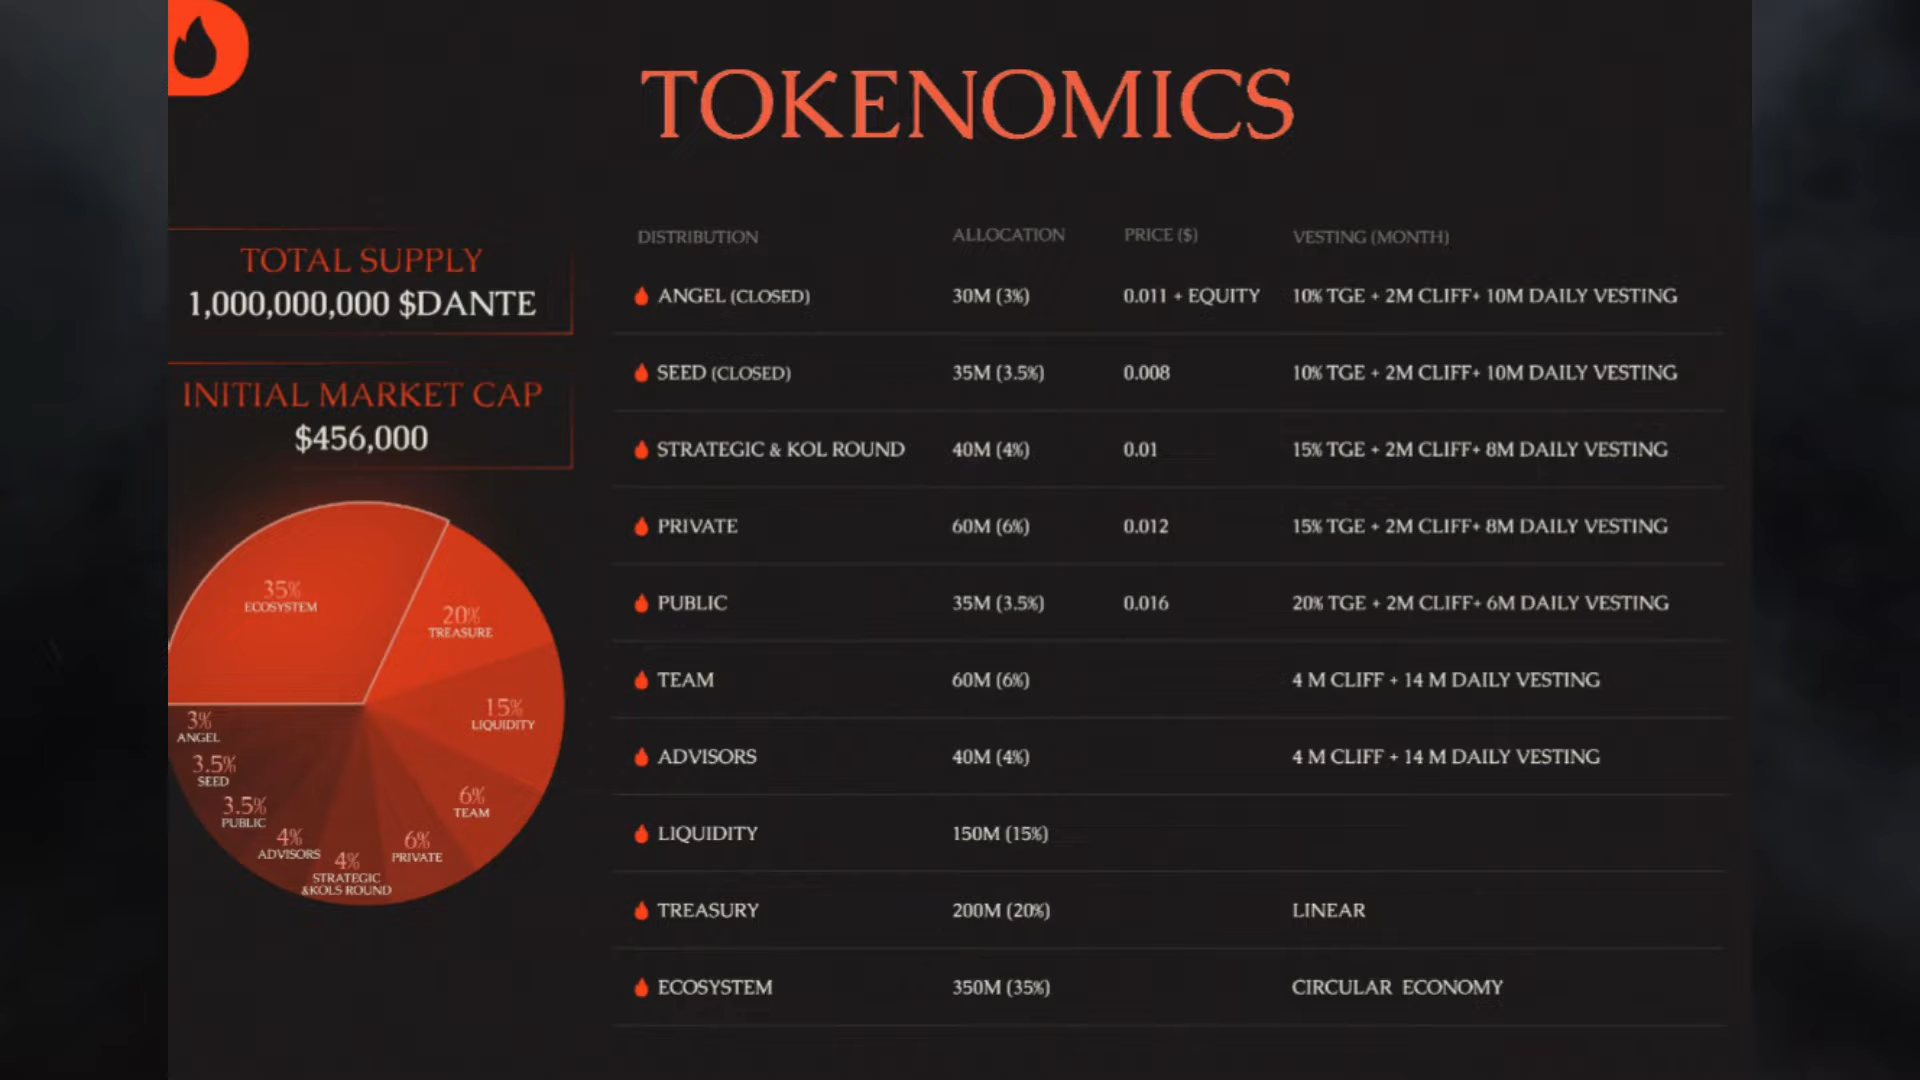 TOKENOMICS
TOTAL SUPPLY
1,000,000,000 $DANTE
INITIAL MARKET CAP
$456,000
35%
ECOSYSTEM
20%
TREASURE
15%
LIQUIDITY
6%
TEAM
6%
PRIVATE
4%
STRATEGIC
&KOLS ROUND
4%
ADVISORS
3.5%
PUBLIC
3.5%
SEED
3%
ANGEL
DISTRIBUTION ALLOCATION PRICE ($) VESTING (MONTH)
ANGEL (CLOSED) 30M (3%) 0.011 + EQUITY 10% TGE + 2M CLIFF+ 10M DAILY VESTING
SEED (CLOSED) 35M (3.5%) 0.008 10% TGE + 2M CLIFF+ 10M DAILY VESTING
STRATEGIC & KOL ROUND 40M (4%) 0.01 15% TGE + 2M CLIFF+ 8M DAILY VESTING
PRIVATE 60M (6%) 0.012 15% TGE + 2M CLIFF+ 8M DAILY VESTING
PUBLIC 35M (3.5%) 0.016 20% TGE + 2M CLIFF+ 6M DAILY VESTING
TEAM 60M (6%) 4 M CLIFF + 14 M DAILY VESTING
ADVISORS 40M (4%) 4 M CLIFF + 14 M DAILY VESTING
LIQUIDITY 150M (15%)
TREASURY 200M (20%) LINEAR
ECOSYSTEM 350M (35%) CIRCULAR ECONOMY